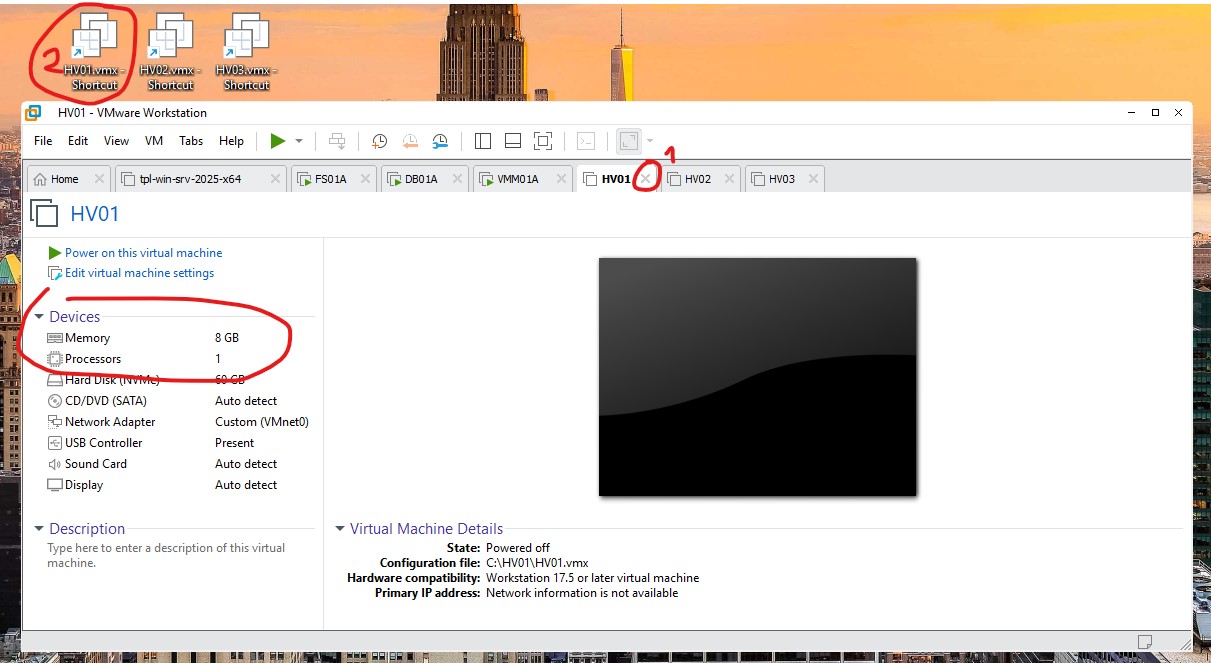 2
HV01.vmx - Shortcut
HV02.vmx - Shortcut
HV03.vmx - Shortcut
HV01 - VMware Workstation
File Edit View VM Tabs Help
1
Home tpl-win-srv-2025-x64 FS01A DB01A VMM01A HV01 HV02 HV03
HV01
Power on this virtual machine
Edit virtual machine settings
Devices
Memory 8 GB
Processors 1
Hard Disk (NVMe) 60 GB
CD/DVD (SATA) Auto detect
Network Adapter Custom (VMnet0)
USB Controller Present
Sound Card Auto detect
Display Auto detect
Description
Type here to enter a description of this virtual
machine.
Virtual Machine Details
State: Powered off
Configuration file: C:\HV01\HV01.vmx
Hardware compatibility: Workstation 17.5 or later virtual machine
Primary IP address: Network information is not available